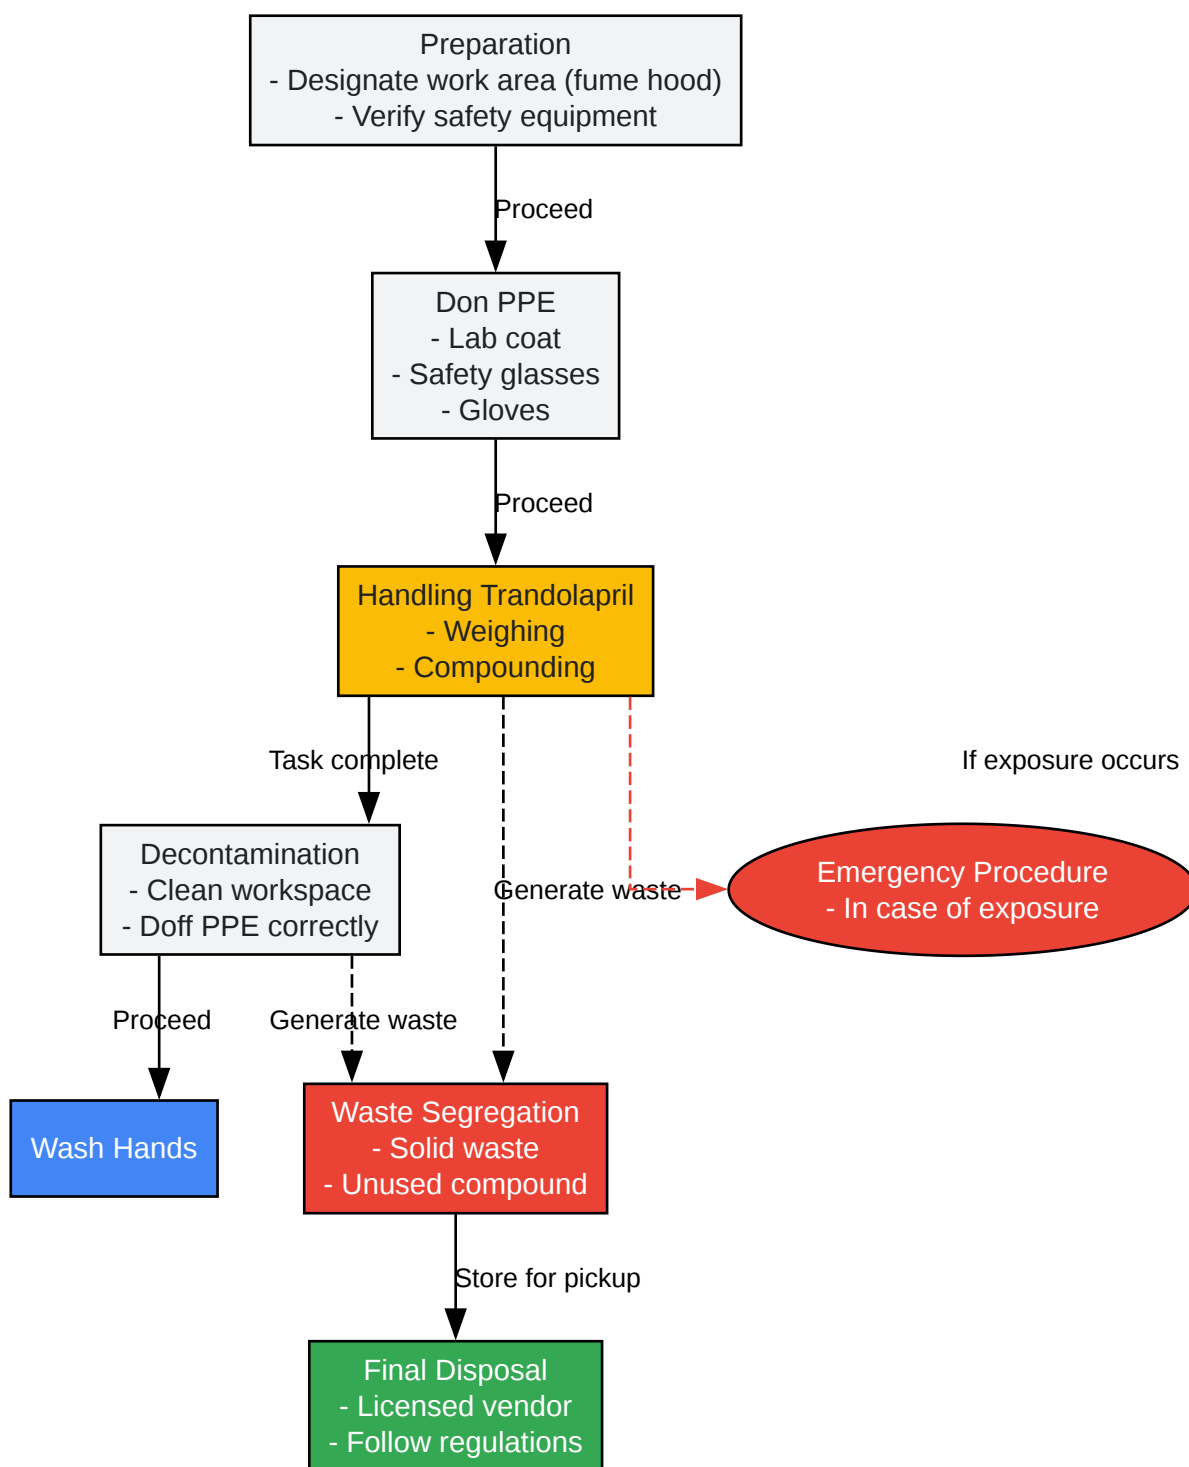 Preparation
- Designate work area (fume hood)
- Verify safety equipment
Proceed
Don PPE
- Lab coat
- Safety glasses
- Gloves
Proceed
Handling Trandolapril
- Weighing
- Compounding
Task complete
If exposure occurs
Decontamination
- Clean workspace
- Doff PPE correctly
Generate waste
Emergency Procedure
- In case of exposure
Proceed
Generate waste
Wash Hands
Waste Segregation
- Solid waste
- Unused compound
Store for pickup
Final Disposal
- Licensed vendor
- Follow regulations